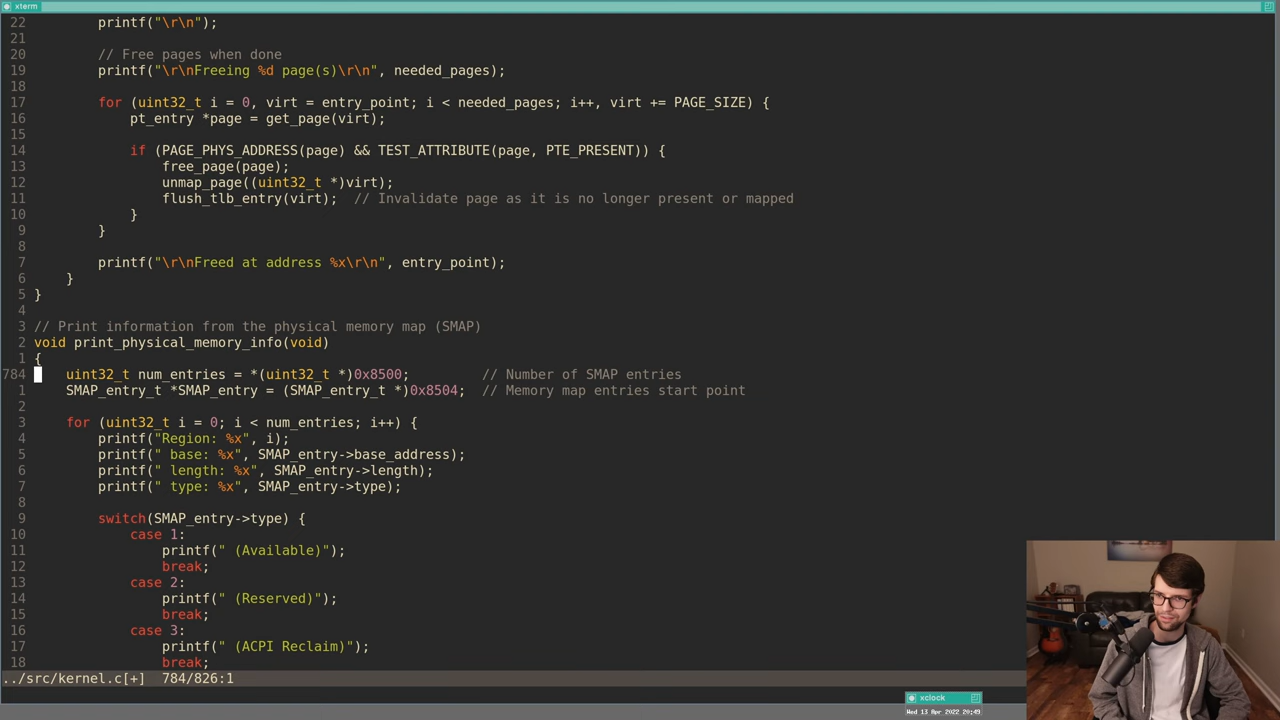 xterm
22 printf("\r\n");
21
20 // Free pages when done
19 printf("\r\nFreeing %d page(s)\r\n", needed_pages);
18
17 for (uint32_t i = 0, virt = entry_point; i < needed_pages; i++, virt += PAGE_SIZE) {
16 pt_entry *page = get_page(virt);
15
14 if (PAGE_PHYS_ADDRESS(page) && TEST_ATTRIBUTE(page, PTE_PRESENT)) {
13 free_page(page);
12 unmap_page((uint32_t *)virt);
11 flush_tlb_entry(virt); // Invalidate page as it is no longer present or mapped
10 }
9 }
8
7 printf("\r\nFreed at address %x\r\n", entry_point);
6 }
5 }
4
3 // Print information from the physical memory map (SMAP)
2 void print_physical_memory_info(void)
1 {
784 uint32_t num_entries = *(uint32_t *)0x8500; // Number of SMAP entries
1 SMAP_entry_t *SMAP_entry = (SMAP_entry_t *)0x8504; // Memory map entries start point
2
3 for (uint32_t i = 0; i < num_entries; i++) {
4 printf("Region: %x", i);
5 printf(" base: %x", SMAP_entry->base_address);
6 printf(" length: %x", SMAP_entry->length);
7 printf(" type: %x", SMAP_entry->type);
8
9 switch(SMAP_entry->type) {
10 case 1:
11 printf(" (Available)");
12 break;
13 case 2:
14 printf(" (Reserved)");
15 break;
16 case 3:
17 printf(" (ACPI Reclaim)");
18 break;
../src/kernel.c[+] 784/826:1
xclock
Wed 13 Apr 2022 20:49